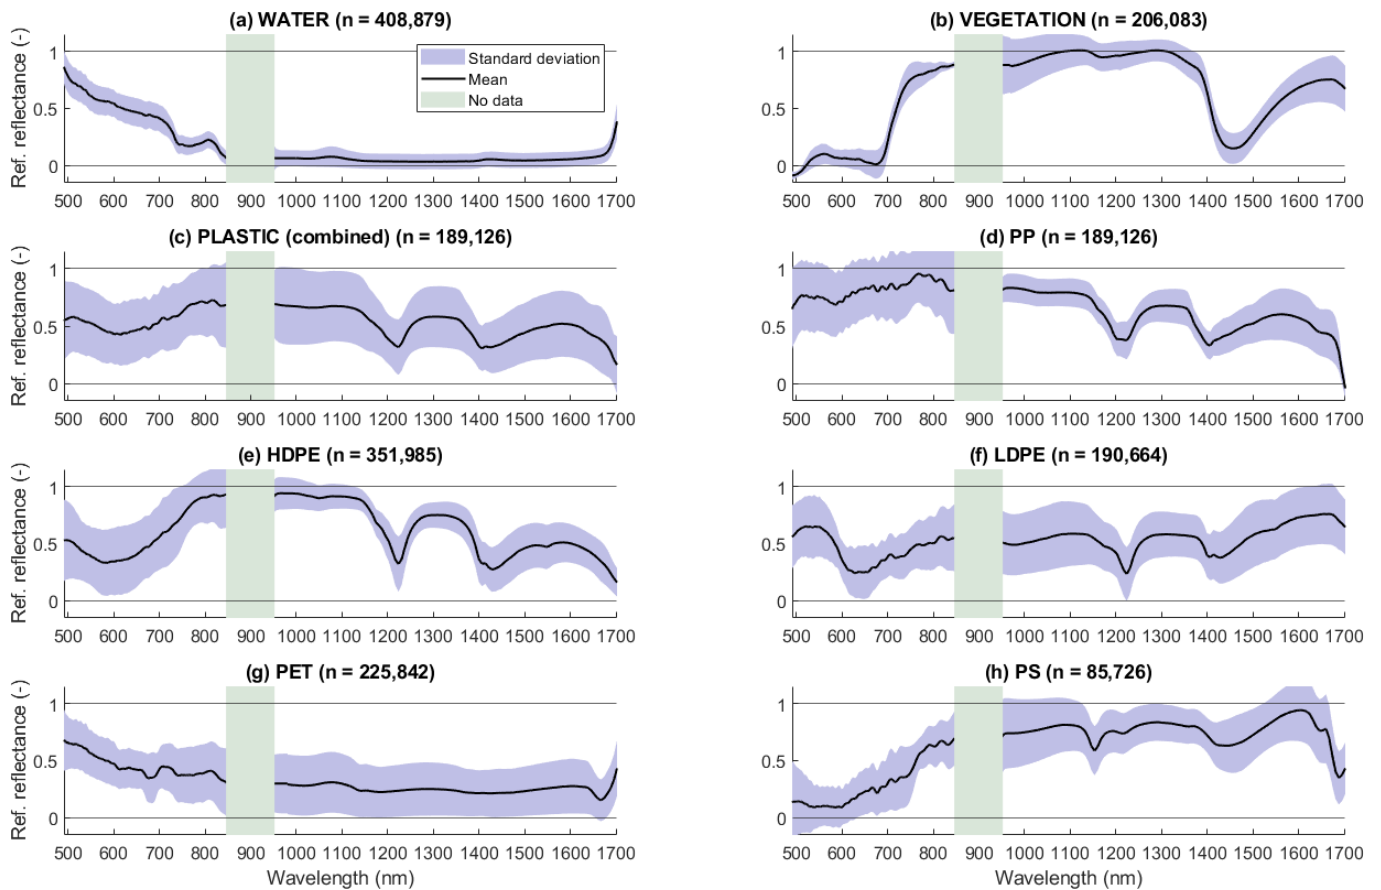 (a) WATER (n = 408,879)
Ref. reflectance (-)
1
0.5
0
Standard deviation
Mean
No data
500 600 700 800 900 1000 1100 1200 1300 1400 1500 1600 1700
(b) VEGETATION (n = 206,083)
1
0.5
0
500 600 700 800 900 1000 1100 1200 1300 1400 1500 1600 1700
(c) PLASTIC (combined) (n = 189,126)
Ref. reflectance (-)
1
0.5
0
500 600 700 800 900 1000 1100 1200 1300 1400 1500 1600 1700
(d) PP (n = 189,126)
1
0.5
0
500 600 700 800 900 1000 1100 1200 1300 1400 1500 1600 1700
(e) HDPE (n = 351,985)
Ref. reflectance (-)
1
0.5
0
500 600 700 800 900 1000 1100 1200 1300 1400 1500 1600 1700
(f) LDPE (n = 190,664)
1
0.5
0
500 600 700 800 900 1000 1100 1200 1300 1400 1500 1600 1700
(g) PET (n = 225,842)
Ref. reflectance (-)
1
0.5
0
500 600 700 800 900 1000 1100 1200 1300 1400 1500 1600 1700
Wavelength (nm)
(h) PS (n = 85,726)
1
0.5
0
500 600 700 800 900 1000 1100 1200 1300 1400 1500 1600 1700
Wavelength (nm)